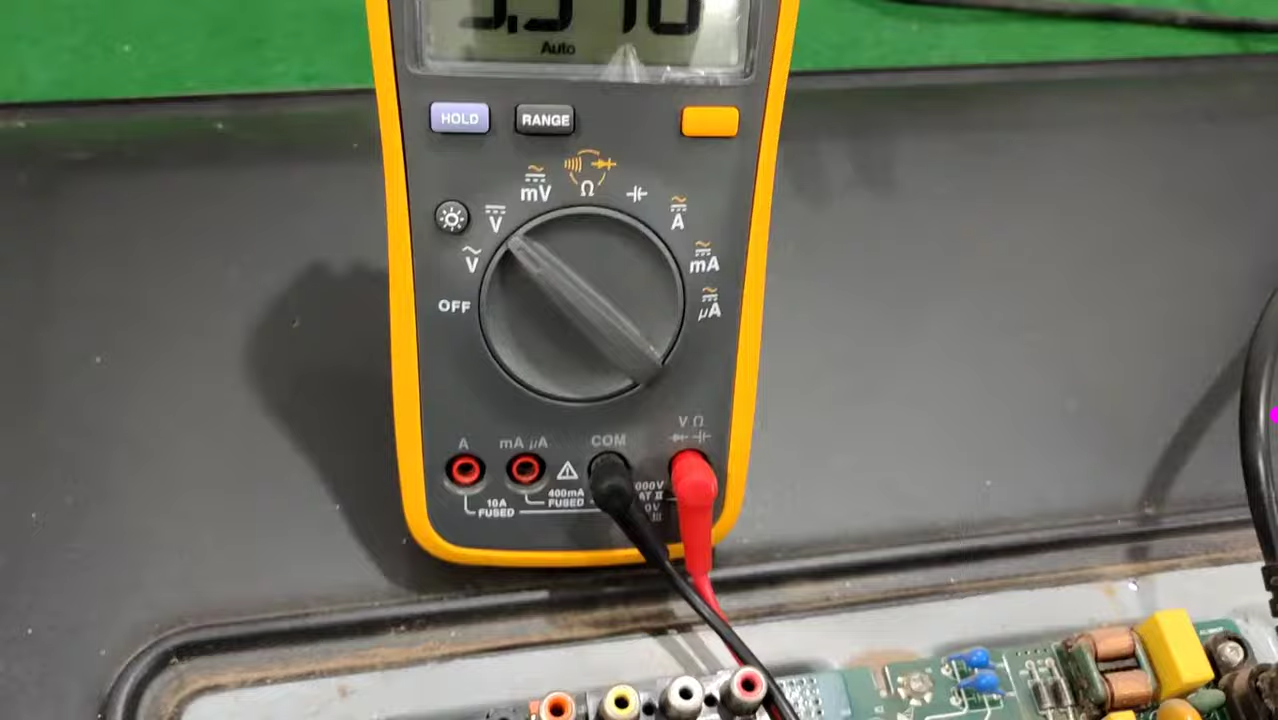 Auto
HOLD RANGE
mV Ω A
V
V mA
OFF µA
V Ω
A mA µA COM
400mA
FUSED
10A
FUSED